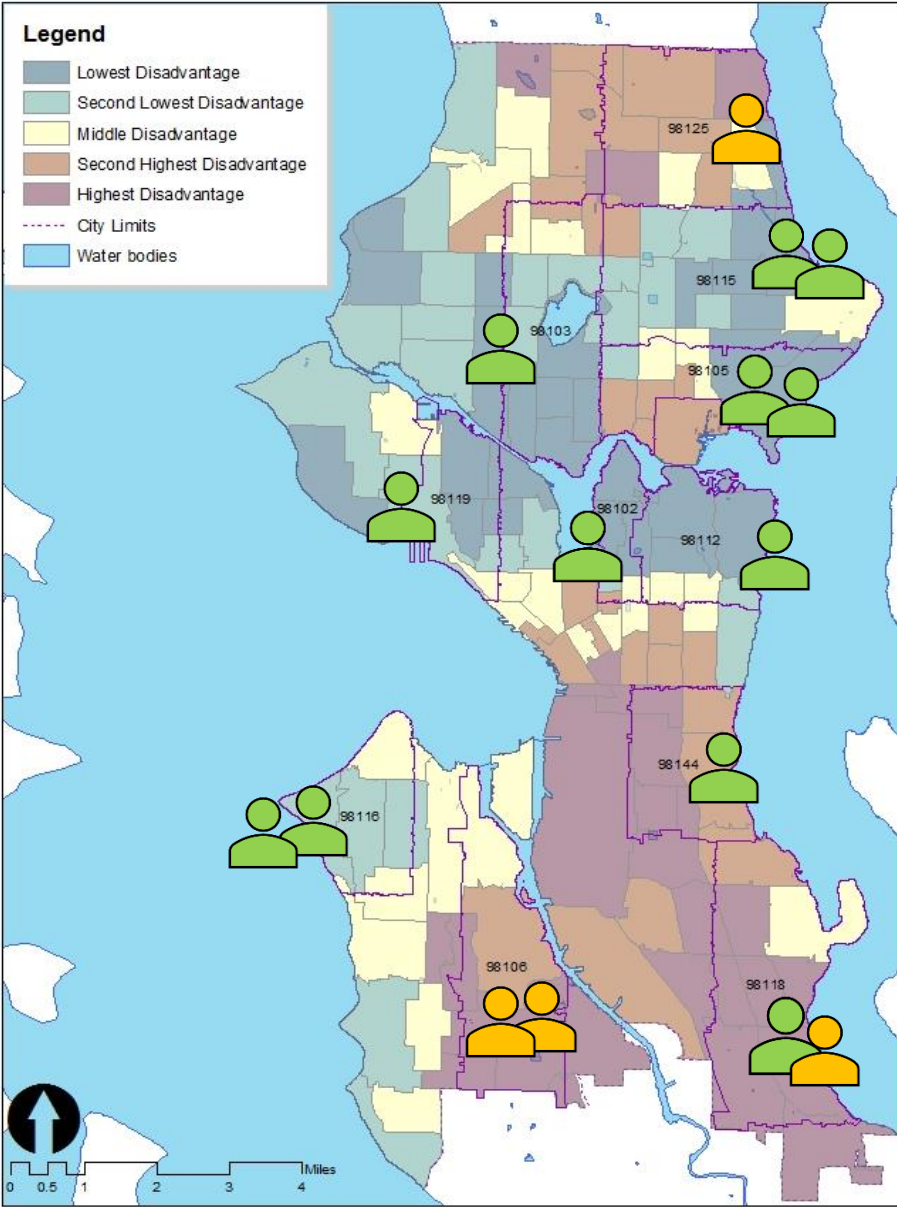 Legend
Lowest Disadvantage
Second Lowest Disadvantage
Middle Disadvantage
Second Highest Disadvantage
Highest Disadvantage
City Limits
Water bodies
98125
98115
98103
98105
98119
98102
98112
98144
98116
98106
98118
Miles
0 0.5 1 2 3 4